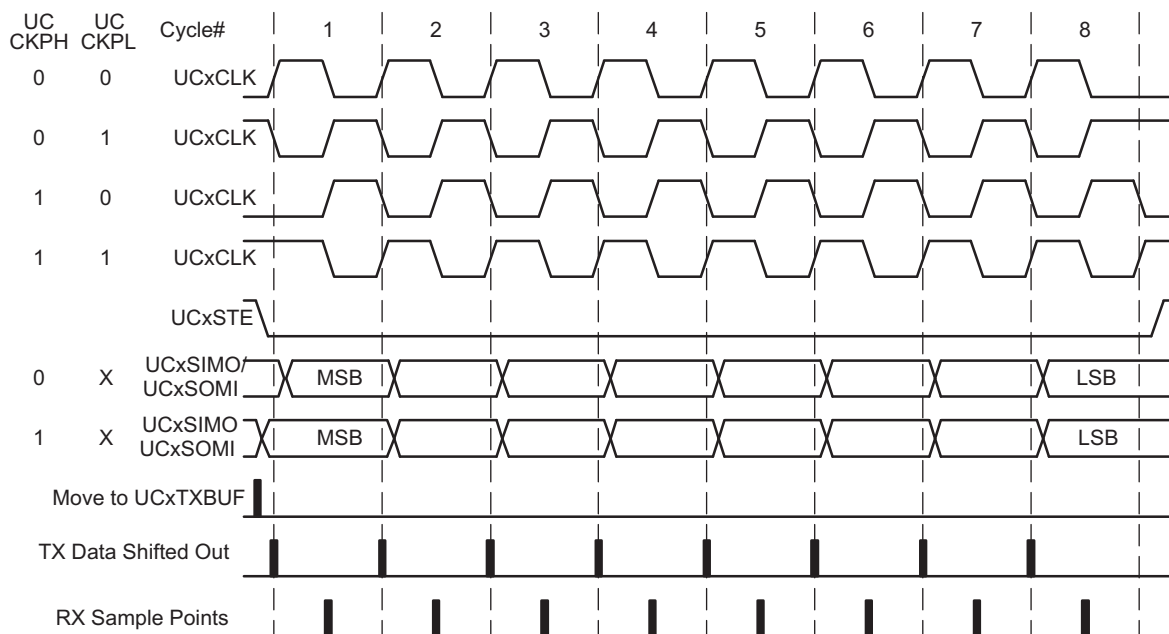 UC CKPH UC CKPL Cycle# 1 2 3 4 5 6 7 8
0 0 UCxCLK
0 1 UCxCLK
1 0 UCxCLK
1 1 UCxCLK
UCxSTE
0 X UCxSIMO/ UCxSOMI MSB LSB
1 X UCxSIMO UCxSOMI MSB LSB
Move to UCxTXBUF
TX Data Shifted Out
RX Sample Points